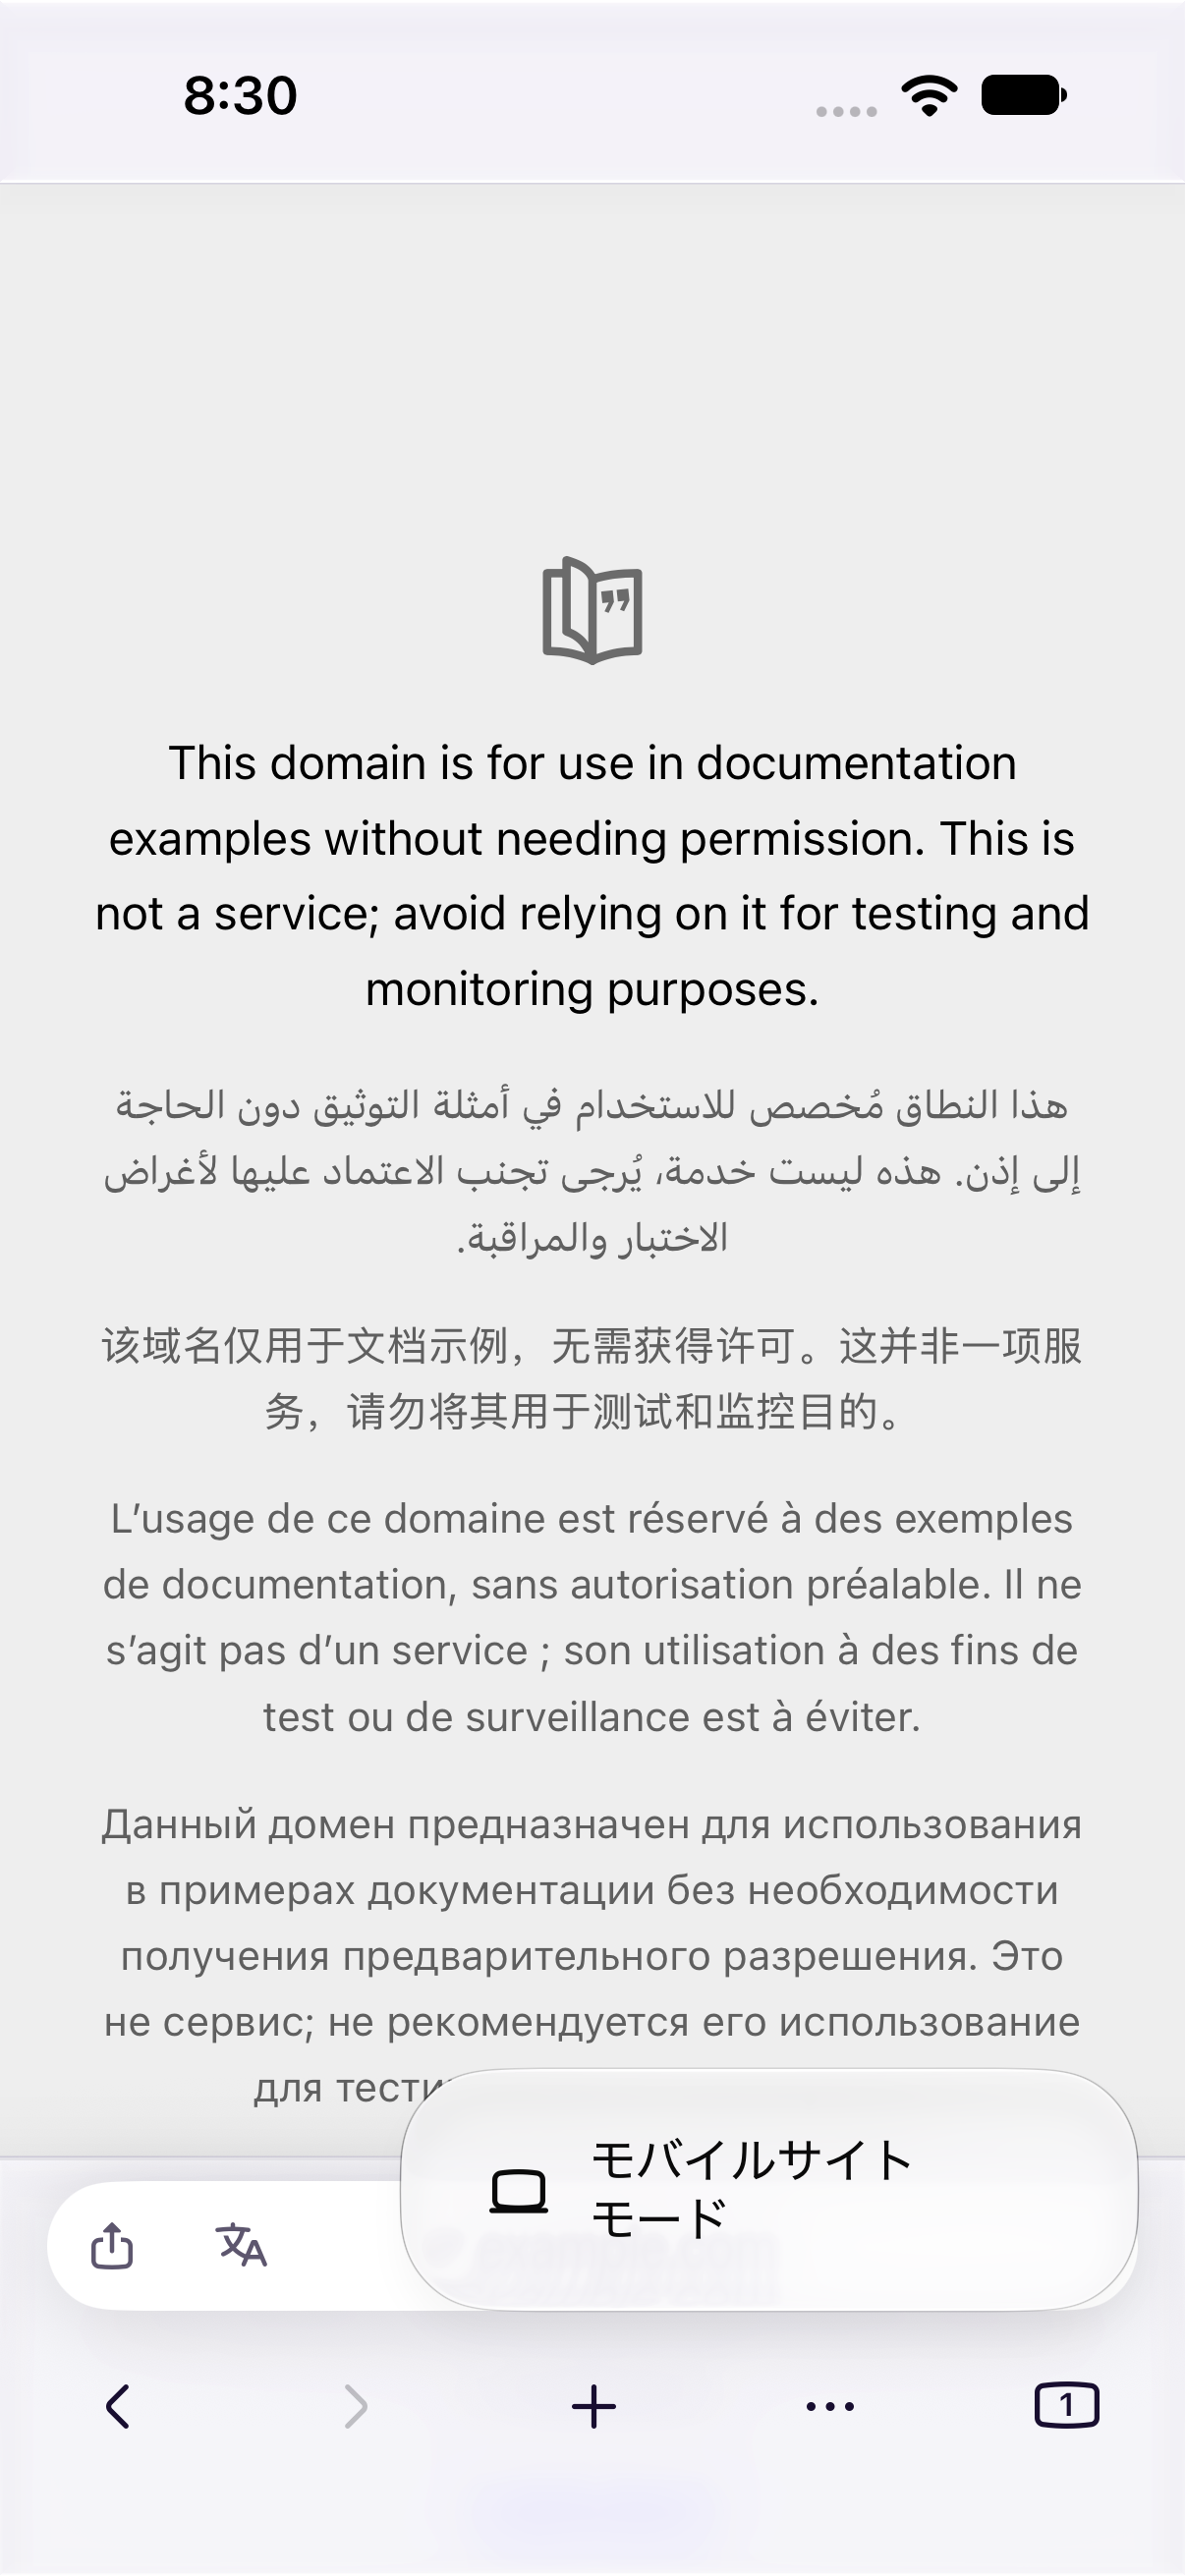 8:30
This domain is for use in documentation
examples without needing permission. This is
not a service; avoid relying on it for testing and
monitoring purposes.
هذا النطاق مُخصص للاستخدام في أمثلة التوثيق دون الحاجة
إلى إذن. هذه ليست خدمة، يُرجى تجنب الاعتماد عليها لأغراض
الاختبار والمراقبة.
该域名仅用于文档示例，无需获得许可。这并非一项服
务，请勿将其用于测试和监控目的。
L’usage de ce domaine est réservé à des exemples
de documentation, sans autorisation préalable. Il ne
s’agit pas d’un service ; son utilisation à des fins de
test ou de surveillance est à éviter.
Данный домен предназначен для использования
в примерах документации без необходимости
получения предварительного разрешения. Это
не сервис; не рекомендуется его использование
для
モバイルサイト
モード
example.com
1